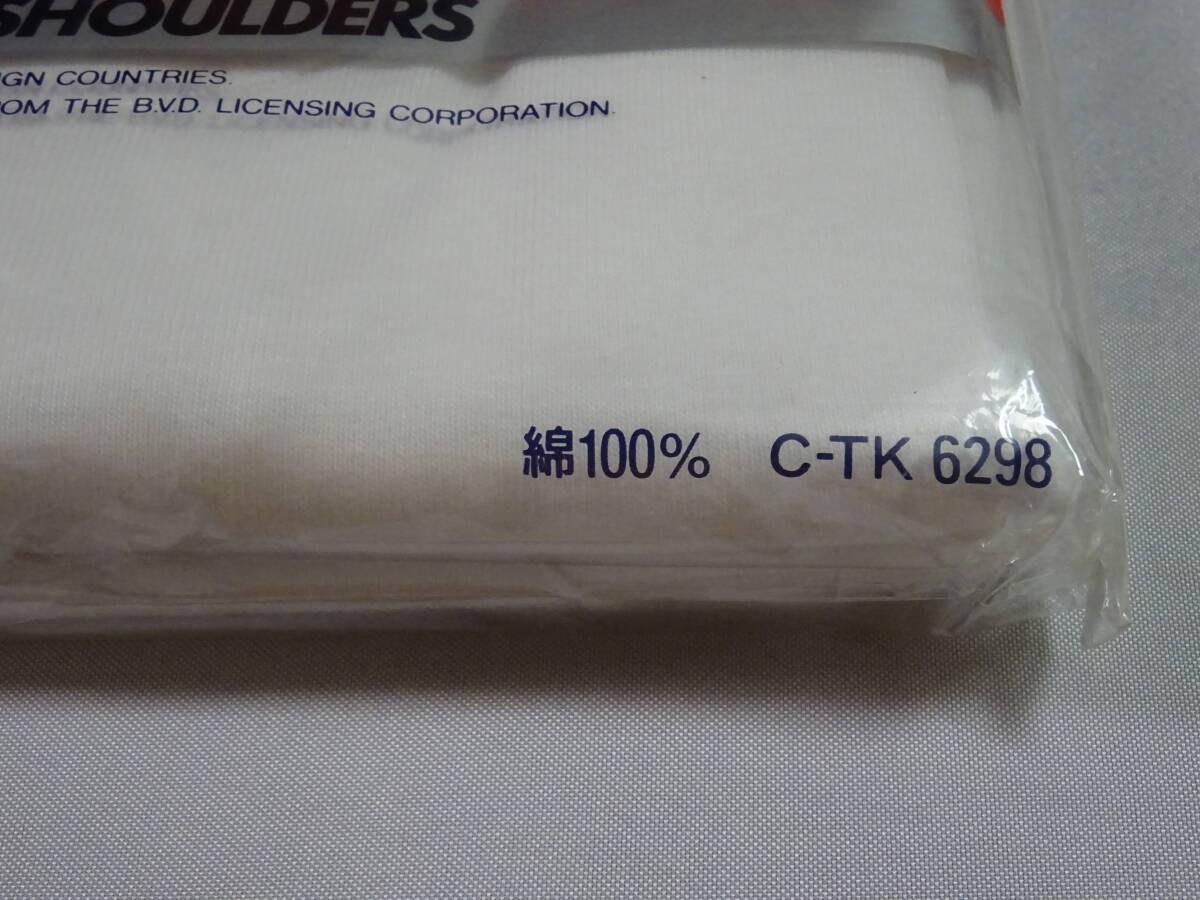 SHOULDERS
IGN COUNTRIES.
OM THE B.V.D. LICENSING CORPORATION.
綿100% C-TK 6298